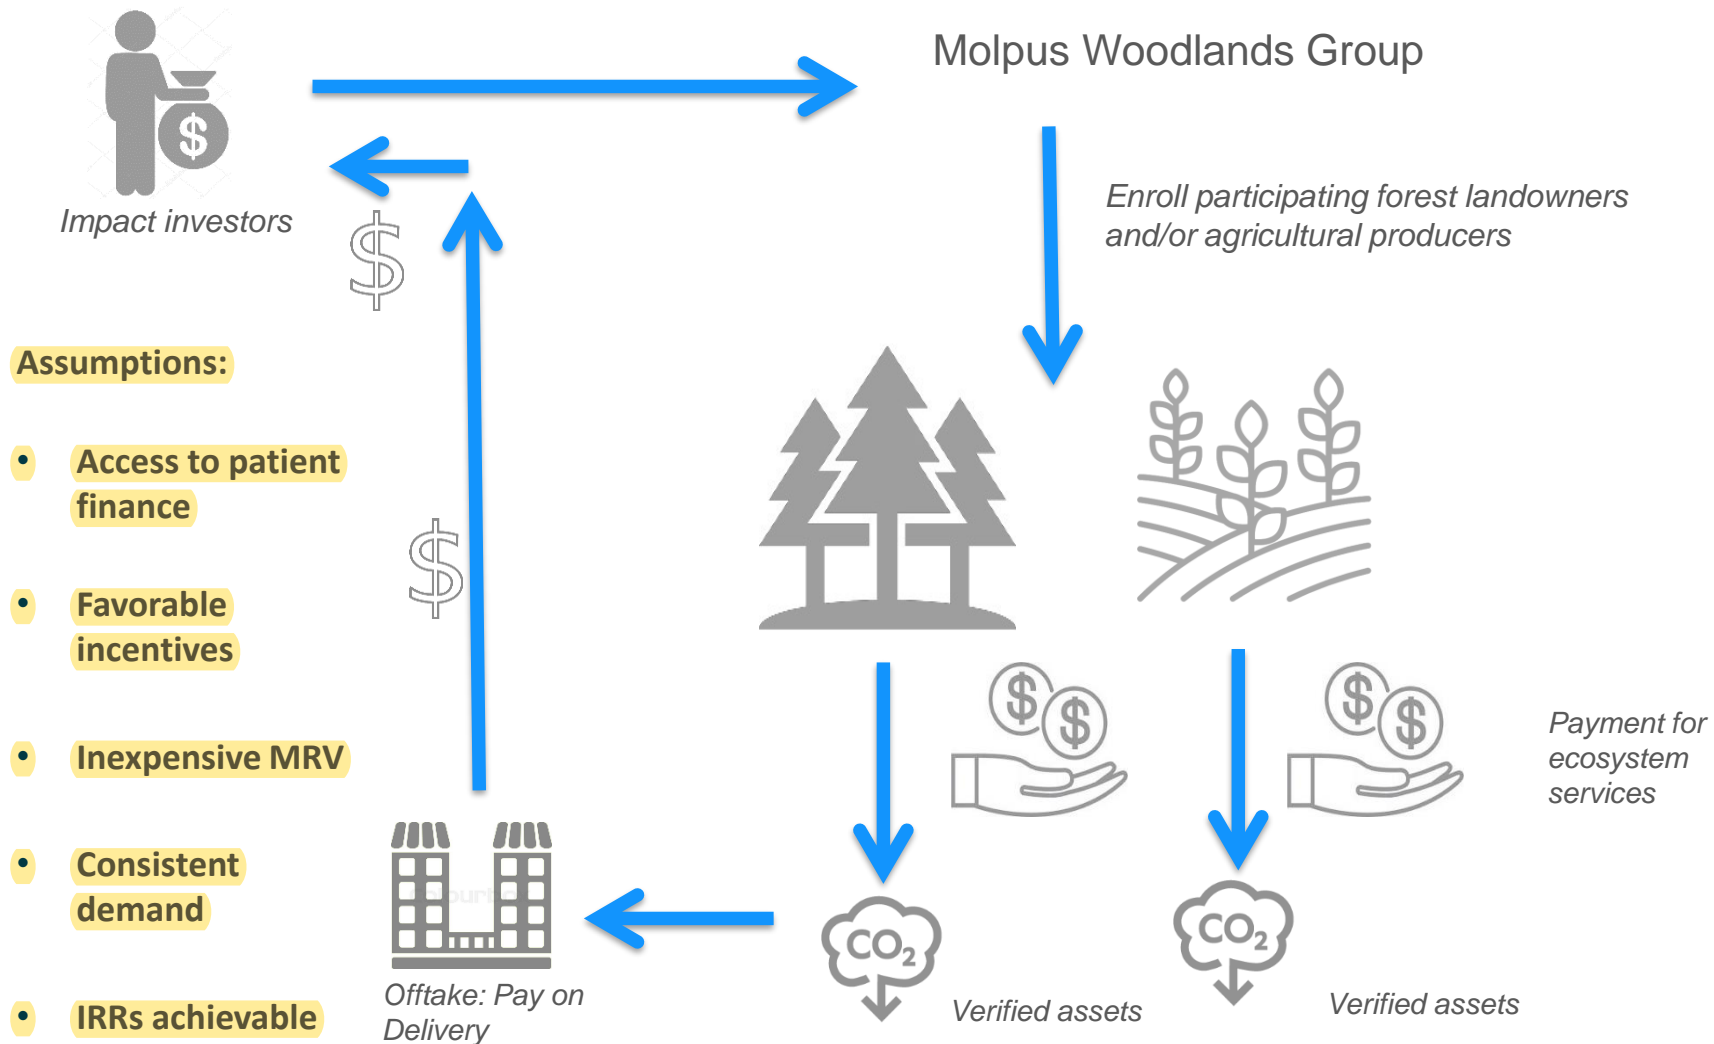 Molpus Woodlands Group
$
Impact investors
$
Enroll participating forest landowners
and/or agricultural producers
Assumptions:
• Access to patient
finance
• Favorable
incentives
• Inexpensive MRV
• Consistent
demand
• IRRs achievable
$
$ $
$ $
Payment for
ecosystem
services
CO₂
CO₂
Offtake: Pay on
Delivery
Verified assets
Verified assets